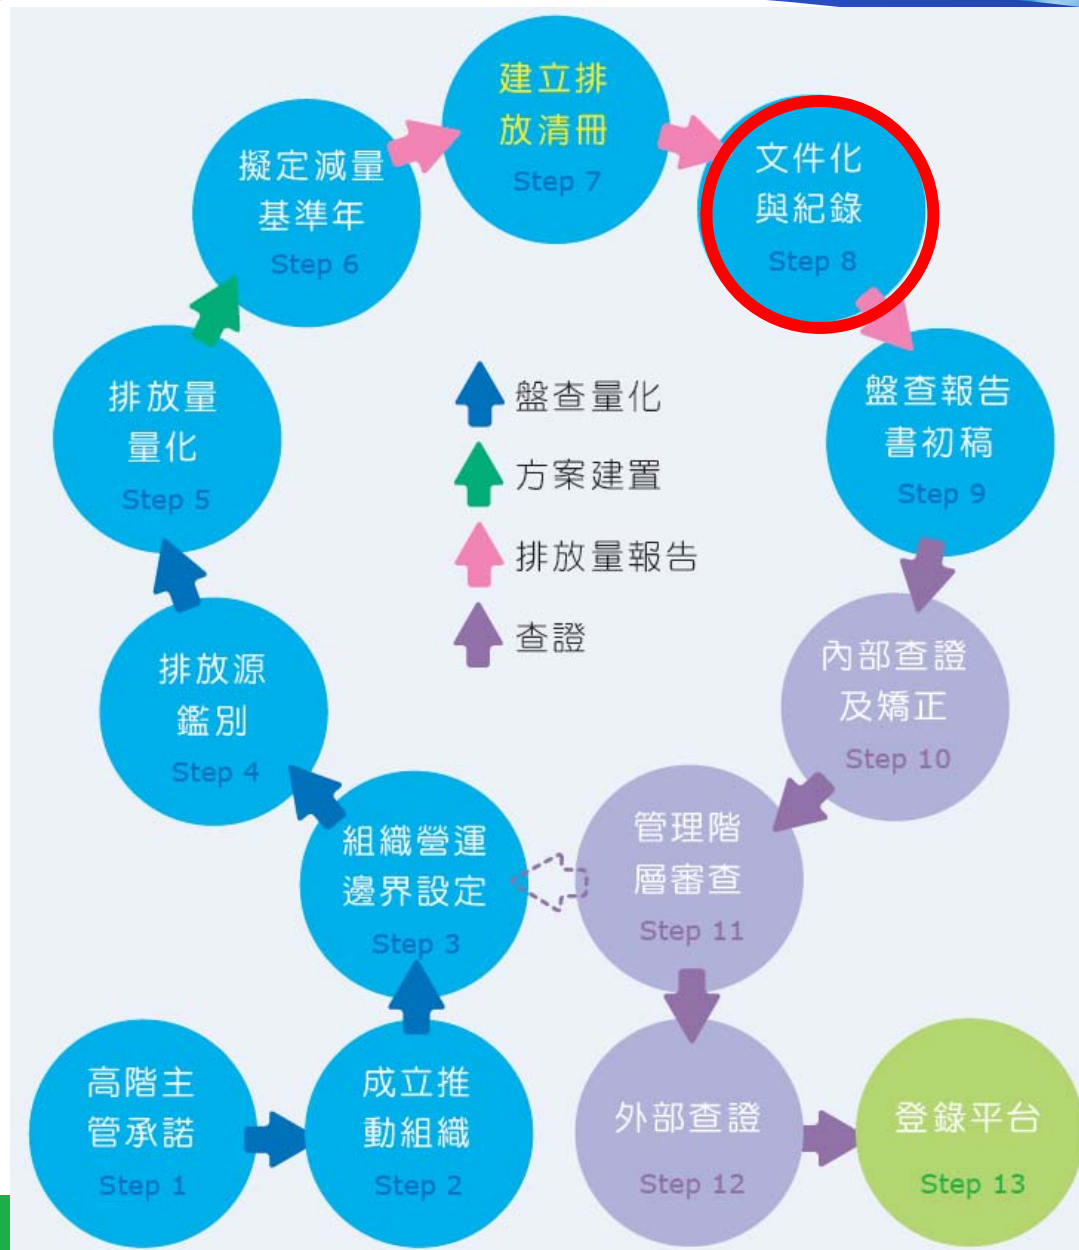 高階主
管承諾
Step 1
成立推
動組織
Step 2
組織營運
邊界設定
Step 3
排放源
鑑別
Step 4
排放量
量化
Step 5
擬定減量
基準年
Step 6
建立排
放清冊
Step 7
文件化
與紀錄
Step 8
盤查報告
書初稿
Step 9
內部查證
及矯正
Step 10
管理階
層審查
Step 11
外部查證
Step 12
登錄平台
Step 13
盤查量化
方案建置
排放量報告
查證